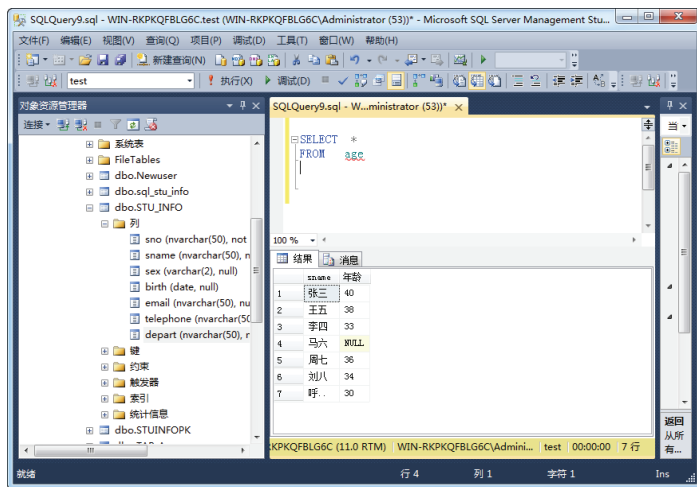 SQLQuery9.sql - WIN-RKPKQFBLG6C.test (WIN-RKPKQFBLG6C\Administrator (53))* - Microsoft SQL Server Management Stu...
文件(F) 编辑(E) 视图(V) 查询(Q) 项目(P) 调试(D) 工具(T) 窗口(W) 帮助(H)
新建查询(N)
test 执行(X) 调试(D)
对象资源管理器
连接
系统表
FileTables
dbo.Newuser
dbo.sql_stu_info
dbo.STU_INFO
列
sno (nvarchar(50), not
sname (nvarchar(50), n
sex (varchar(2), null)
birth (date, null)
email (nvarchar(50), nu
telephone (nvarchar(50
depart (nvarchar(50), r
键
约束
触发器
索引
统计信息
dbo.STUINFOPK
SQLQuery9.sql - W...ministrator (53))*
SELECT *
FROM age
100 %
结果 消息
sname 年龄
1 张三 40
2 王五 38
3 李四 33
4 马六 NULL
5 周七 36
6 刘八 34
7 呼.. 30
KPKQFBLG6C (11.0 RTM) WIN-RKPKQFBLG6C\Admini... test 00:00:00 7 行
当
返回
从所
有...
就绪 行 4 列 1 字符 1 Ins